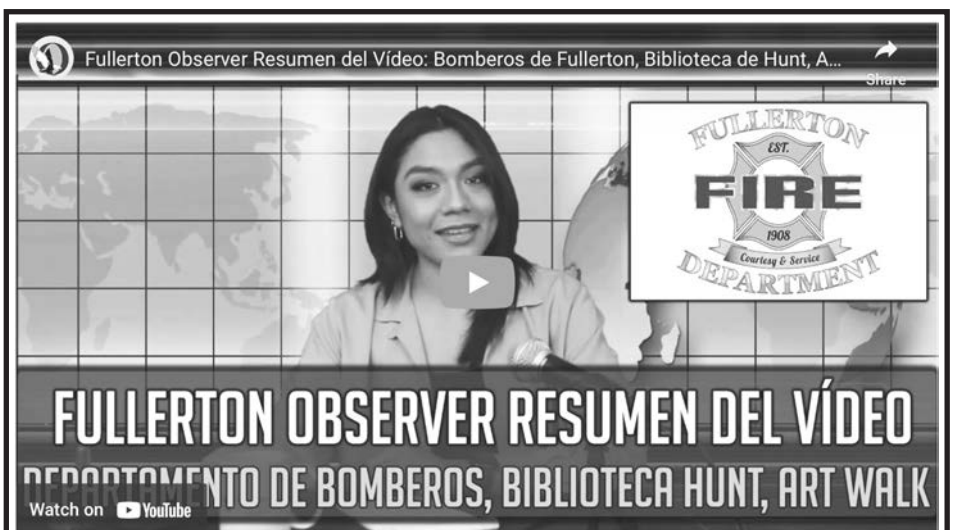 Fullerton Observer Resumen del Vídeo: Bomberos de Fullerton, Biblioteca de Hunt, A...
Share
FULLERTON
EST.
FIRE
1908
Courtesy & Service
DEPARTMENT
FULLERTON OBSERVER RESUMEN DEL VÍDEO
DEPARTAMENTO DE BOMBEROS, BIBLIOTECA HUNT, ART WALK
Watch on YouTube